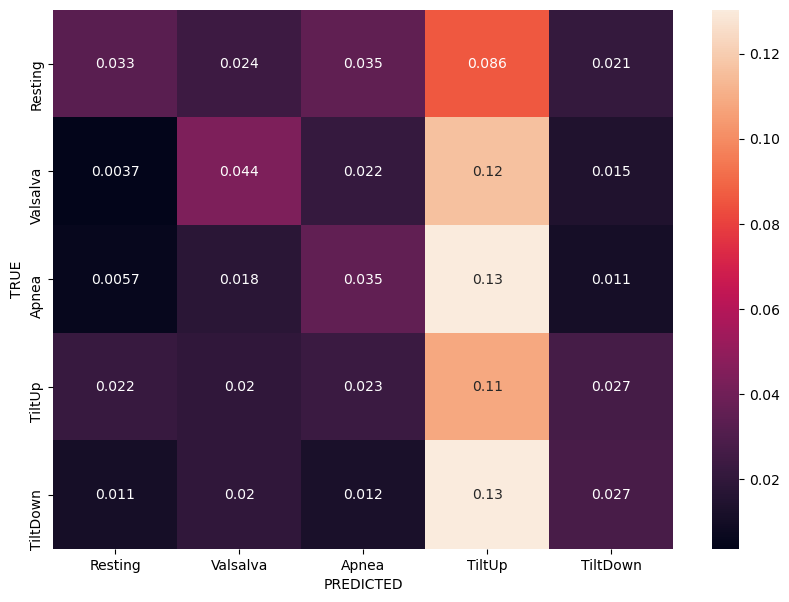 TRUE
Resting
0.033 0.024 0.035 0.086 0.021
Valsalva
0.0037 0.044 0.022 0.12 0.015
Apnea
0.0057 0.018 0.035 0.13 0.011
TiltUp
0.022 0.02 0.023 0.11 0.027
TiltDown
0.011 0.02 0.012 0.13 0.027
Resting Valsalva Apnea TiltUp TiltDown
PREDICTED
0.12
0.10
0.08
0.06
0.04
0.02